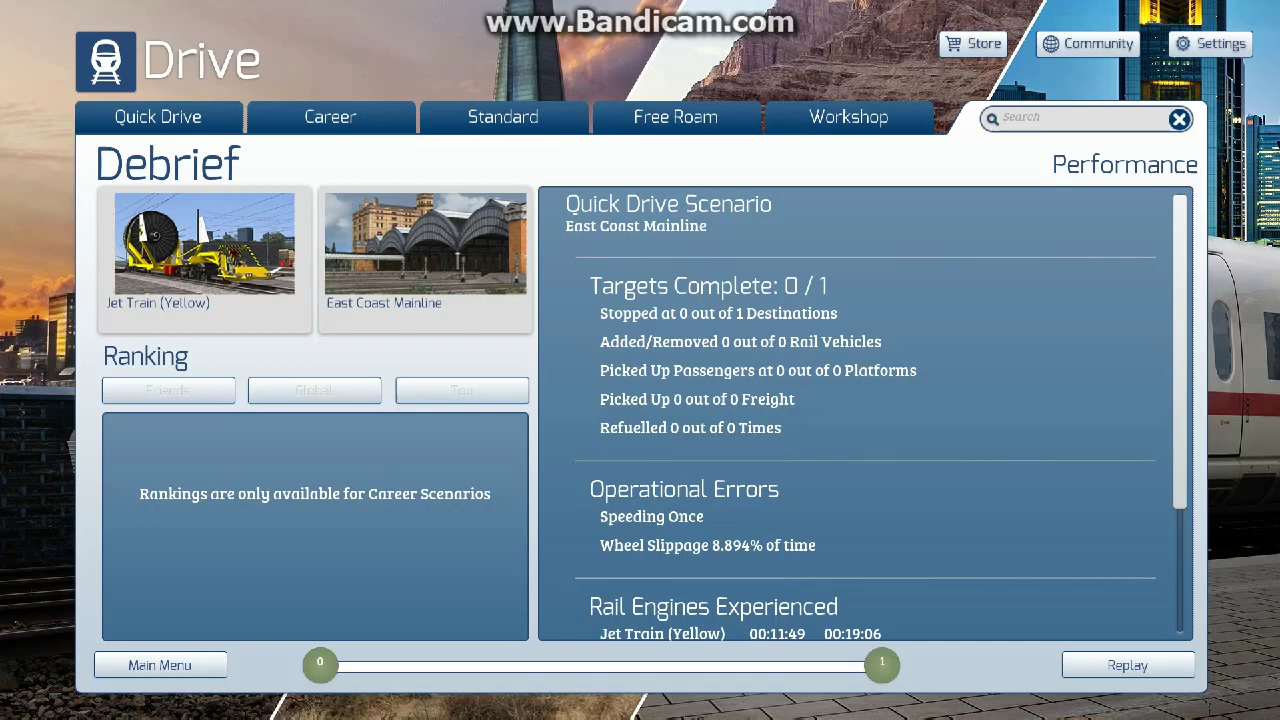 www.Bandicam.com
Drive
Store
Community
Settings
Quick Drive
Career
Standard
Free Roam
Workshop
Search
Debrief
Performance
Jet Train (Yellow)
East Coast Mainline
Ranking
Friends
Global
Top
Rankings are only available for Career Scenarios
Quick Drive Scenario
East Coast Mainline
Targets Complete: 0 / 1
Stopped at 0 out of 1 Destinations
Added/Removed 0 out of 0 Rail Vehicles
Picked Up Passengers at 0 out of 0 Platforms
Picked Up 0 out of 0 Freight
Refuelled 0 out of 0 Times
Operational Errors
Speeding Once
Wheel Slippage 8.894% of time
Rail Engines Experienced
Jet Train (Yellow) 00:11:49 00:19:06
Main Menu
0
1
Replay